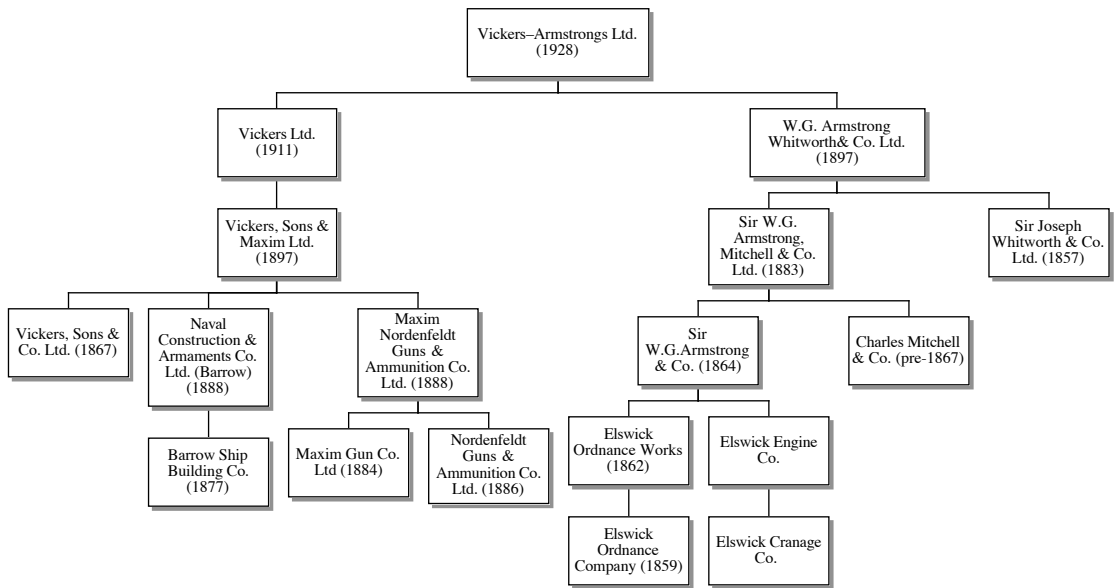 Vickers–Armstrongs Ltd.
(1928)
Vickers Ltd.
(1911)
W.G. Armstrong
Whitworth& Co. Ltd.
(1897)
Vickers, Sons &
Maxim Ltd.
(1897)
Sir W.G.
Armstrong,
Mitchell & Co.
Ltd. (1883)
Sir Joseph
Whitworth & Co.
Ltd. (1857)
Vickers, Sons &
Co. Ltd. (1867)
Naval
Construction &
Armaments Co.
Ltd. (Barrow)
(1888)
Maxim
Nordenfeldt
Guns &
Ammunition Co.
Ltd. (1888)
Sir
W.G.Armstrong
& Co. (1864)
Charles Mitchell
& Co. (pre-1867)
Barrow Ship
Building Co.
(1877)
Maxim Gun Co.
Ltd (1884)
Nordenfeldt
Guns &
Ammunition Co.
Ltd. (1886)
Elswick
Ordnance Works
(1862)
Elswick Engine
Co.
Elswick
Ordnance
Company (1859)
Elswick Cranage
Co.